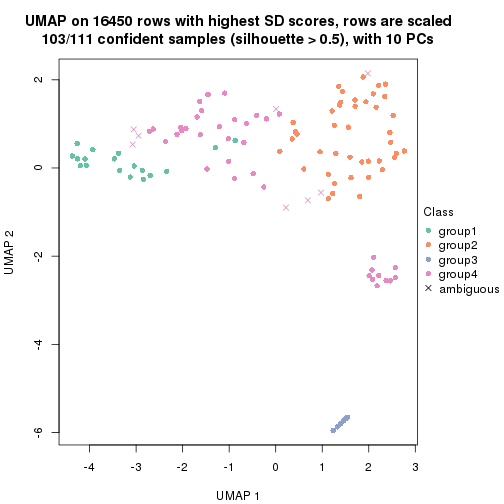 UMAP on 16450 rows with highest SD scores, rows are scaled
103/111 confident samples (silhouette > 0.5), with 10 PCs
2
0
-2
-4
-6
UMAP 2
-4
-3
-2
-1
0
1
2
3
UMAP 1
Class
group1
group2
group3
group4
ambiguous